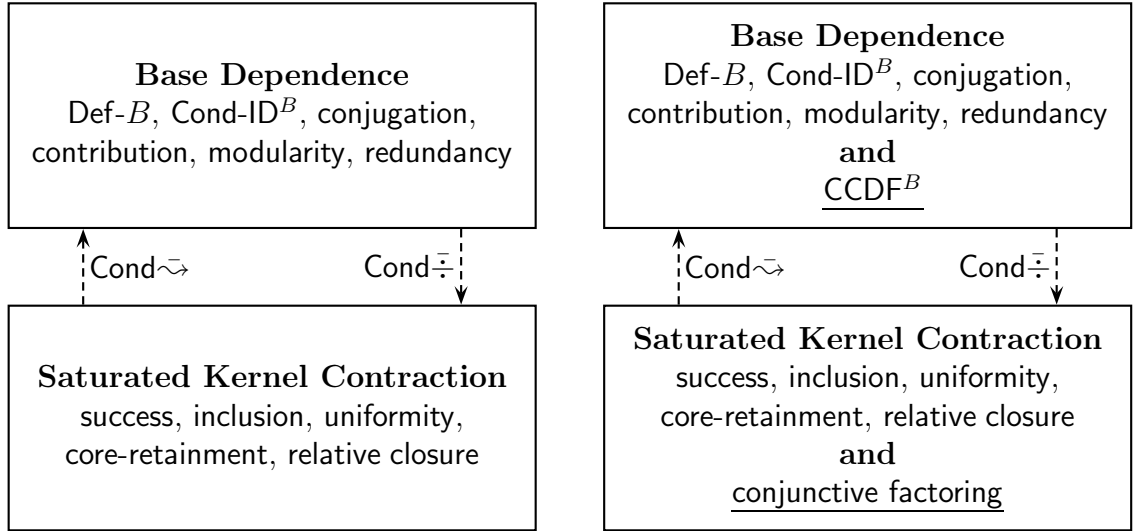 Base Dependence
Def-B, Cond-ID^B, conjugation,
contribution, modularity, redundancy
Cond⤳̄
Cond÷̄
Saturated Kernel Contraction
success, inclusion, uniformity,
core-retainment, relative closure
Base Dependence
Def-B, Cond-ID^B, conjugation,
contribution, modularity, redundancy
and
CCDF^B
Cond⤳̄
Cond÷̄
Saturated Kernel Contraction
success, inclusion, uniformity,
core-retainment, relative closure
and
conjunctive factoring